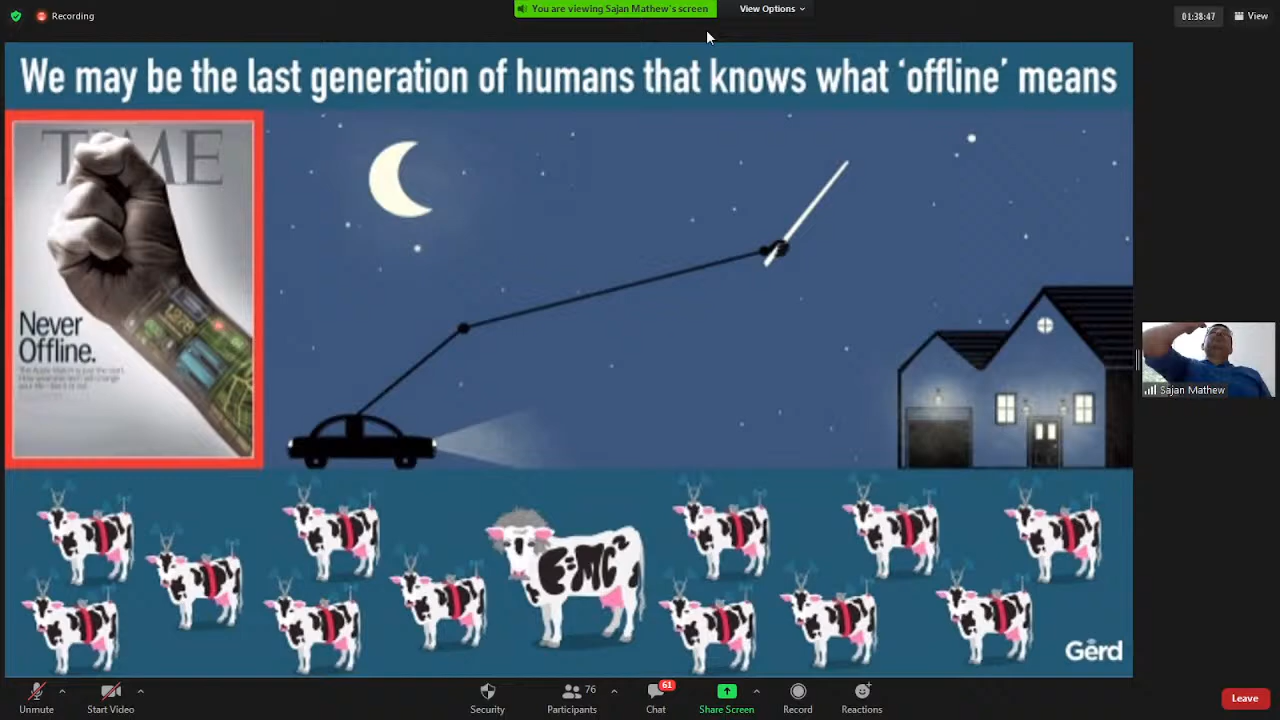 Recording
You are viewing Sajan Mathew's screen
View Options
01:38:47
View
We may be the last generation of humans that knows what ‘offline’ means
TIME
Never
Offline.
Sajan Mathew
E=MC²
Gerd
Unmute
Start Video
Security
76
Participants
61
Chat
Share Screen
Record
Reactions
Leave